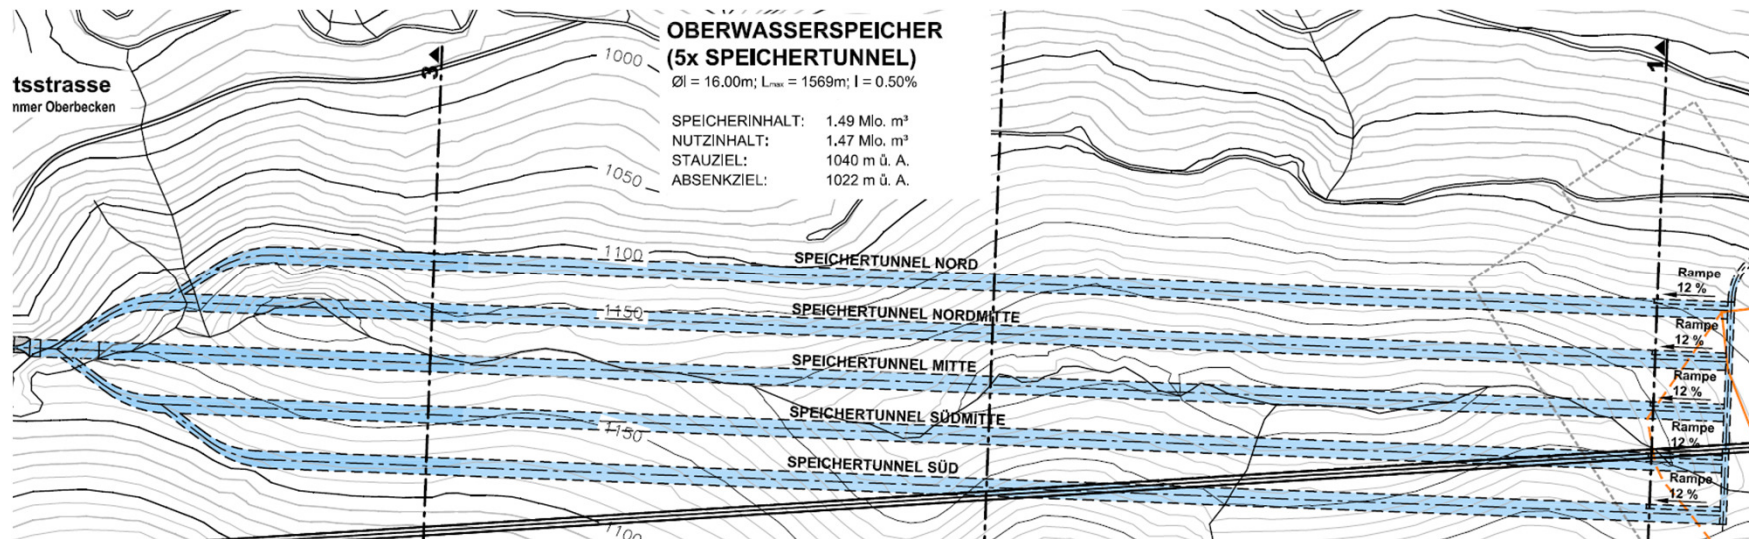 OBERWASSERSPEICHER
(5x SPEICHERTUNNEL)
Øl = 16.00m; Lmax = 1569m; I = 0.50%
SPEICHERINHALT: 1.49 Mio. m³
NUTZINHALT: 1.47 Mio. m³
STAUZIEL: 1040 m ü. A.
ABSENKZIEL: 1022 m ü. A.
3
1
tsstrasse
mmer Oberbecken
1000
1050
1100
SPEICHERTUNNEL NORD
1150
SPEICHERTUNNEL NORDMITTE
SPEICHERTUNNEL MITTE
SPEICHERTUNNEL SÜDMITTE
1150
SPEICHERTUNNEL SÜD
1100
Rampe
12 %
Rampe
12 %
Rampe
12 %
Rampe
12 %
Rampe
12 %